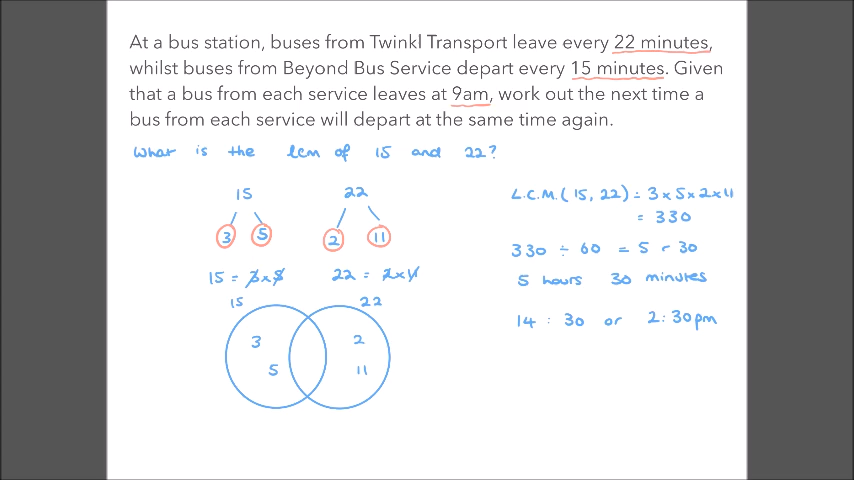 At a bus station, buses from Twinkl Transport leave every 22 minutes,
whilst buses from Beyond Bus Service depart every 15 minutes. Given
that a bus from each service leaves at 9am, work out the next time a
bus from each service will depart at the same time again.
What is the lcm of 15 and 22?
15 22
3 5 2 11
15 = 3 x 5 22 = 2 x 11
15 22
3 2
5 11
L.C.M. (15, 22) = 3 x 5 x 2 x 11
= 330
330 ÷ 60 = 5 r 30
5 hours 30 minutes
14 : 30 or 2:30pm